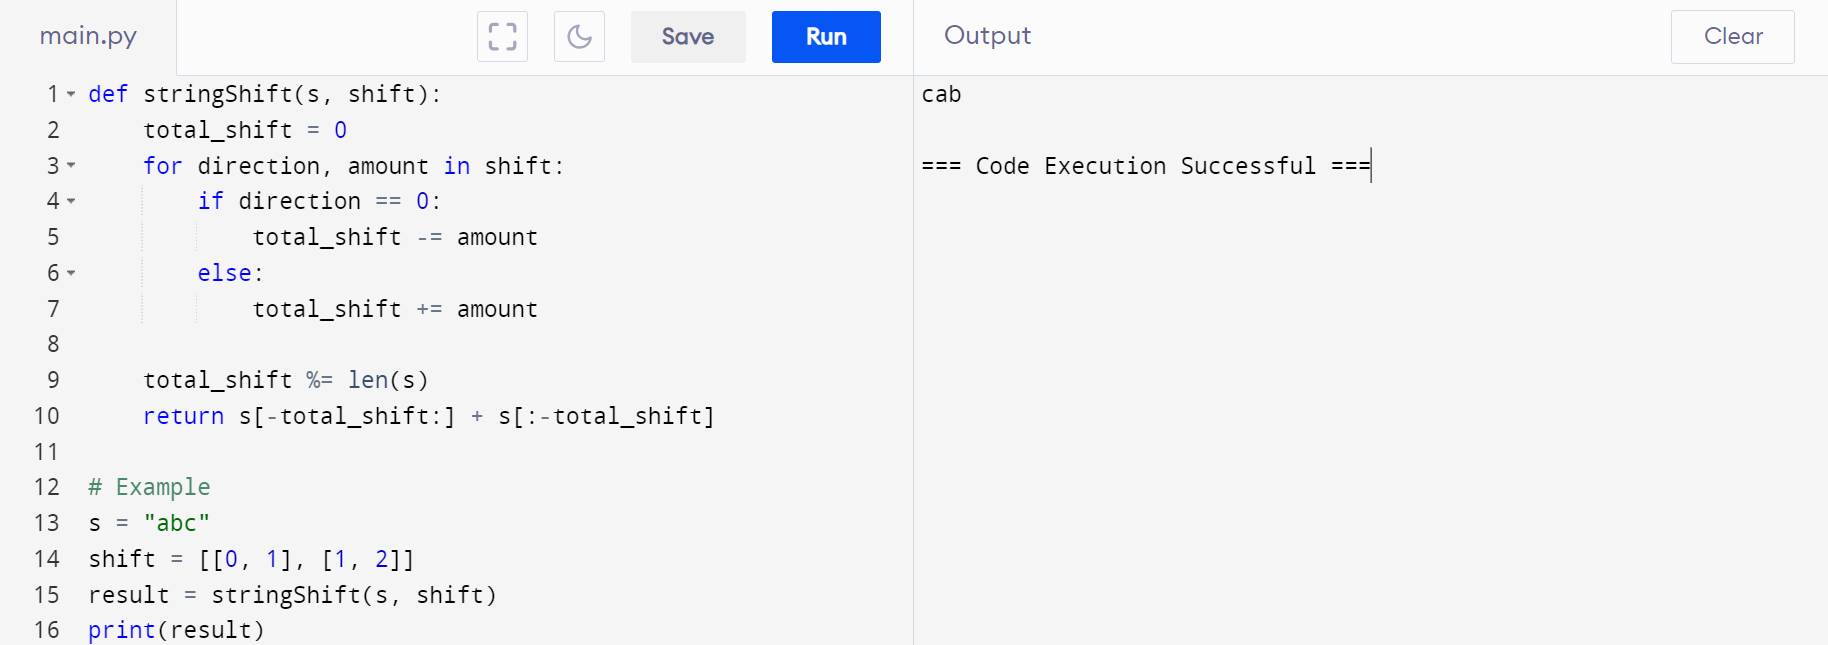 main.py
Save
Run
Output
Clear
1 def stringShift(s, shift):
2     total_shift = 0
3     for direction, amount in shift:
4         if direction == 0:
5             total_shift -= amount
6         else:
7             total_shift += amount
8
9     total_shift %= len(s)
10     return s[-total_shift:] + s[:-total_shift]
11
12 # Example
13 s = "abc"
14 shift = [[0, 1], [1, 2]]
15 result = stringShift(s, shift)
16 print(result)
cab
=== Code Execution Successful ===